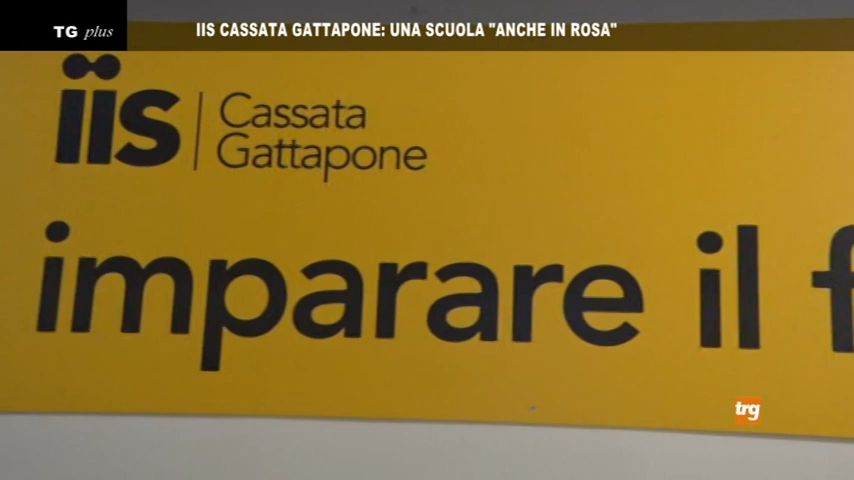 TG plus
IIS CASSATA GATTAPONE: UNA SCUOLA "ANCHE IN ROSA"
iis
Cassata
Gattapone
imparare il f
trg